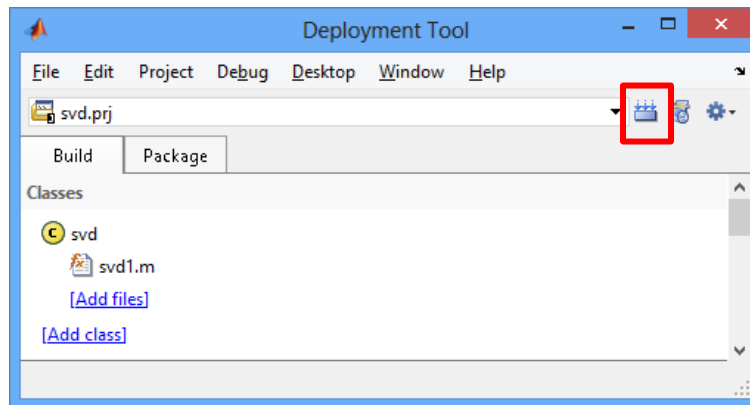 Deployment Tool
File Edit Project Debug Desktop Window Help
svd.prj
Build Package
Classes
C svd
svd1.m
[Add files]
[Add class]